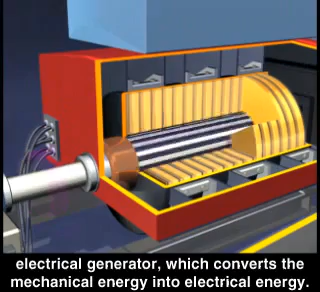 electrical generator, which converts the
mechanical energy into electrical energy.